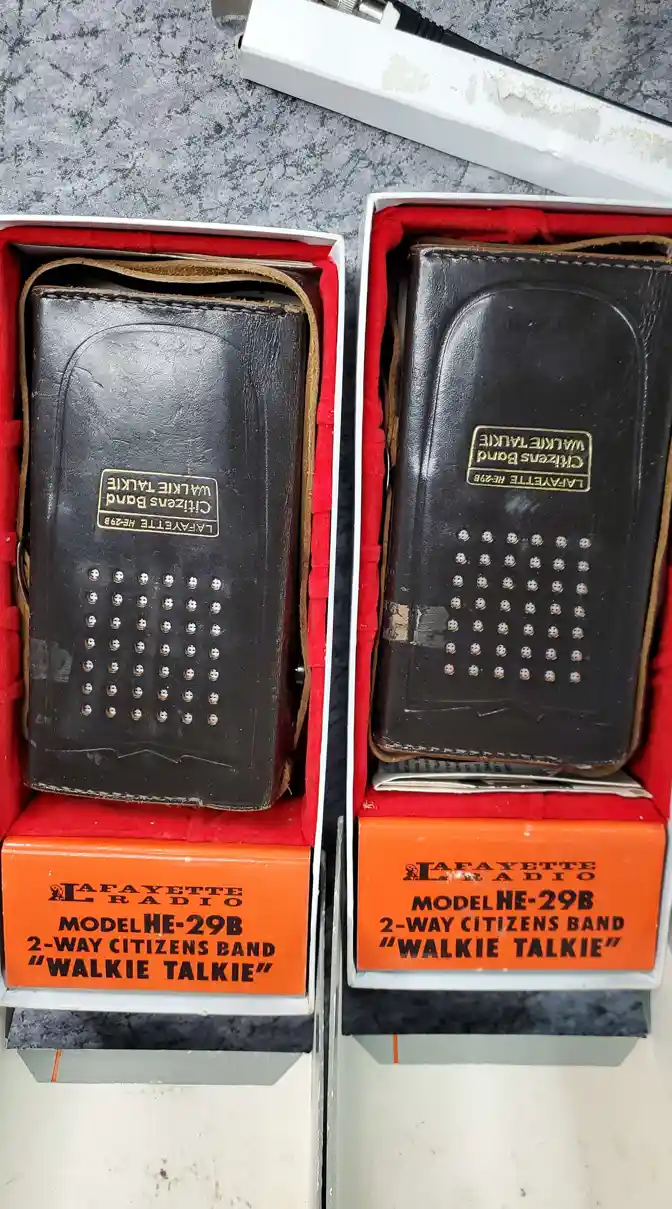 LAFAYETTE HE-29B
Citizens Band
WALKIE TALKIE
LAFAYETTE RADIO
MODEL HE-29B
2-WAY CITIZENS BAND
"WALKIE TALKIE"
LAFAYETTE HE-29B
Citizens Band
WALKIE TALKIE
LAFAYETTE
RADIO
MODEL HE-29B
2-WAY CITIZENS BAND
"WALKIE TALKIE"